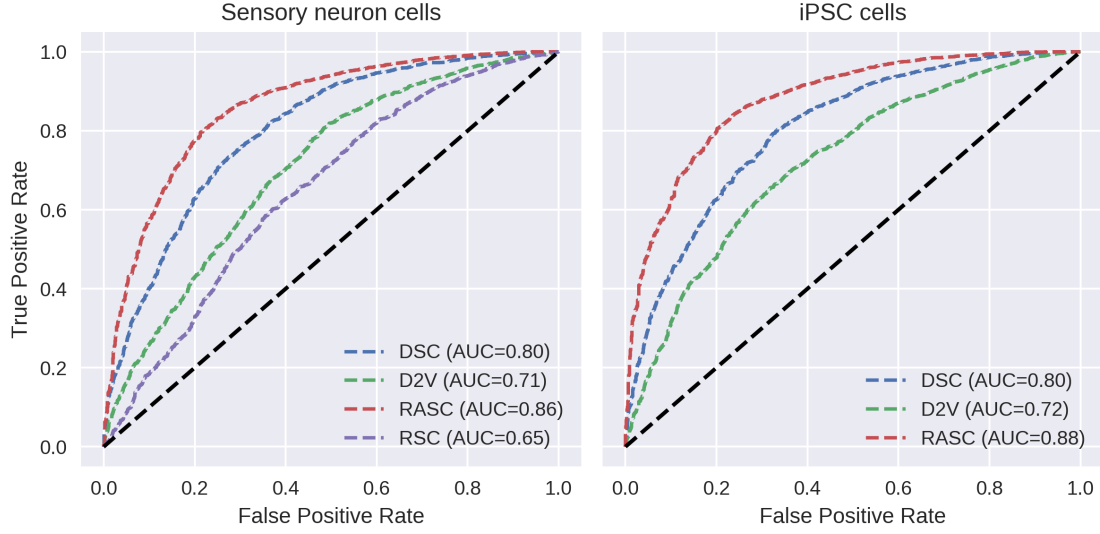 Sensory neuron cells
1.0
0.8
0.6
0.4
0.2
0.0
True Positive Rate
DSC (AUC=0.80)
D2V (AUC=0.71)
RASC (AUC=0.86)
RSC (AUC=0.65)
0.0 0.2 0.4 0.6 0.8 1.0
False Positive Rate
iPSC cells
DSC (AUC=0.80)
D2V (AUC=0.72)
RASC (AUC=0.88)
0.0 0.2 0.4 0.6 0.8 1.0
False Positive Rate